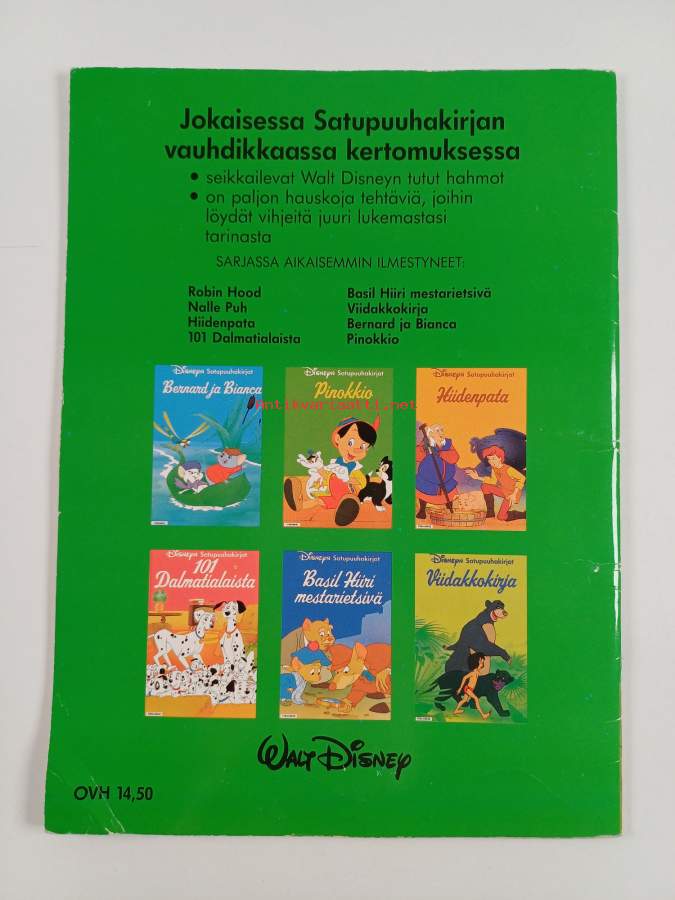 Jokaisessa Satupuuhakirjan
vauhdikkaassa kertomuksessa
• seikkailevat Walt Disneyn tutut hahmot
• on paljon hauskoja tehtäviä, joihin
löydät vihjeitä juuri lukemastasi
tarinasta
SARJASSA AIKAISEMMIN ILMESTYNEET:
Robin Hood
Nalle Puh
Hiidenpata
101 Dalmatialaista
Basil Hiiri mestarietsivä
Viidakkokirja
Bernard ja Bianca
Pinokkio
DISNEYN Satupuuhakirjat
Bernard ja Bianca
DISNEYN Satupuuhakirjat
Pinokkio
DISNEYN Satupuuhakirjat
Hiidenpata
Antikvariaatti.net
DISNEYN Satupuuhakirjat
101
Dalmatialaista
DISNEYN Satupuuhakirjat
Basil Hiiri
mestarietsivä
DISNEYN Satupuuhakirjat
Viidakkokirja
WALT DISNEY
OVH 14,50